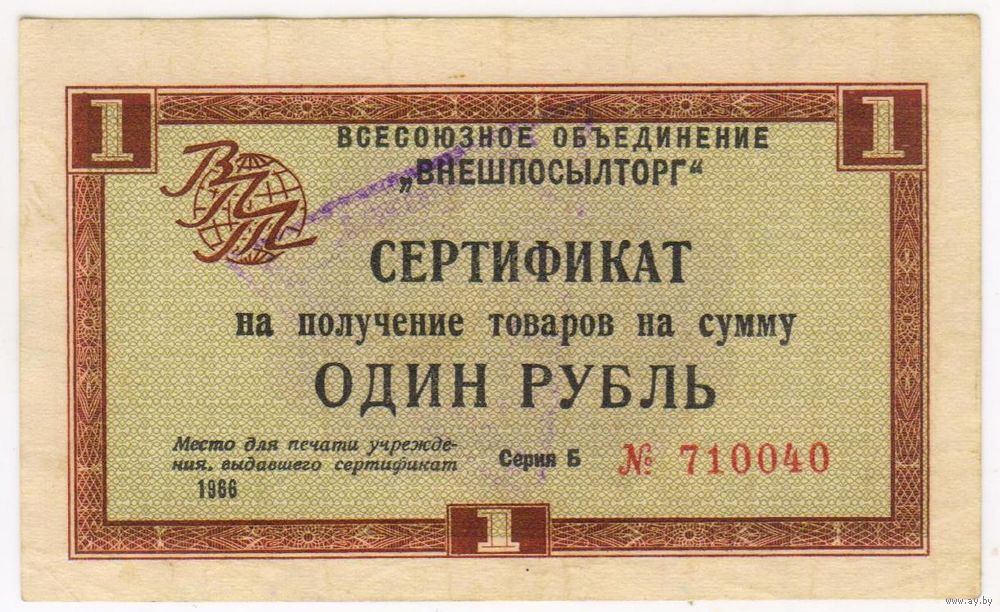 1 1
ВСЕСОЮЗНОЕ ОБЪЕДИНЕНИЕ
„ВНЕШПОСЫЛТОРГ“
ВПТ
СЕРТИФИКАТ
на получение товаров на сумму
ОДИН РУБЛЬ
Место для печати учрежде-
ния, выдавшего сертификат
1966
Серия Б № 710040
1
www.ay.by